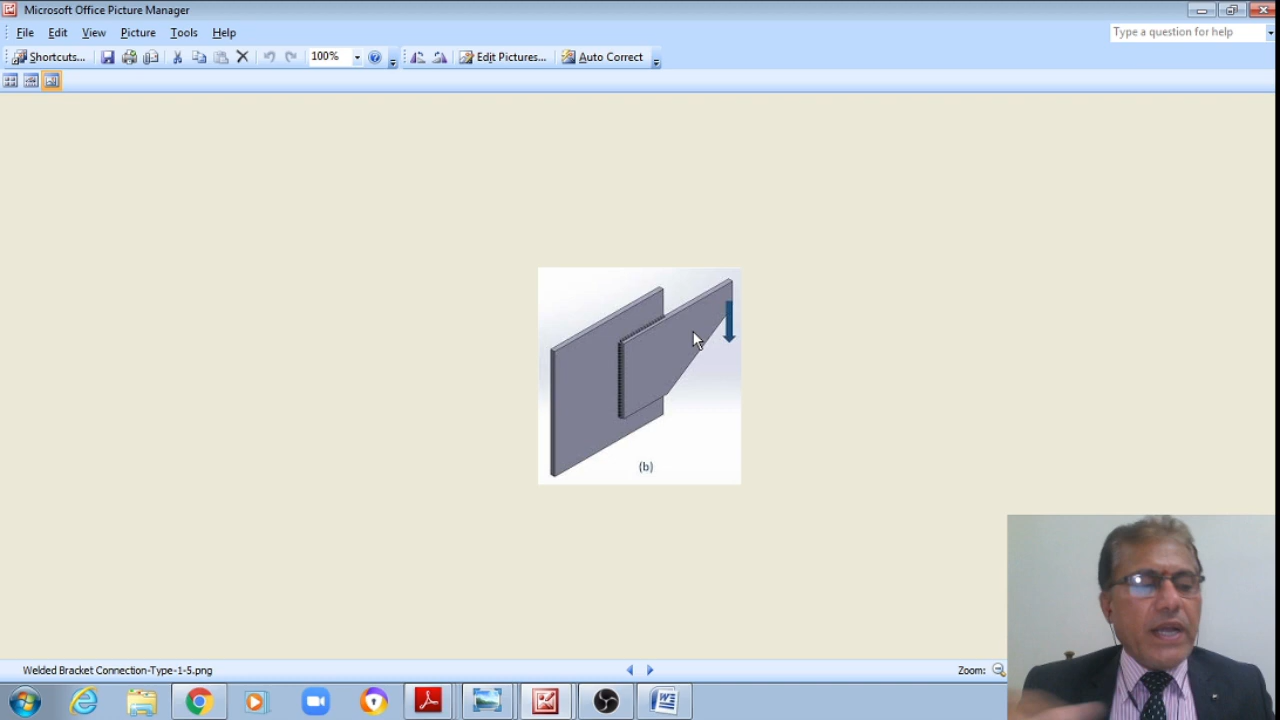 Microsoft Office Picture Manager
File Edit View Picture Tools Help
Type a question for help
Shortcuts... 100% Edit Pictures... Auto Correct
(b)
Welded Bracket Connection-Type-1-5.png
Zoom: